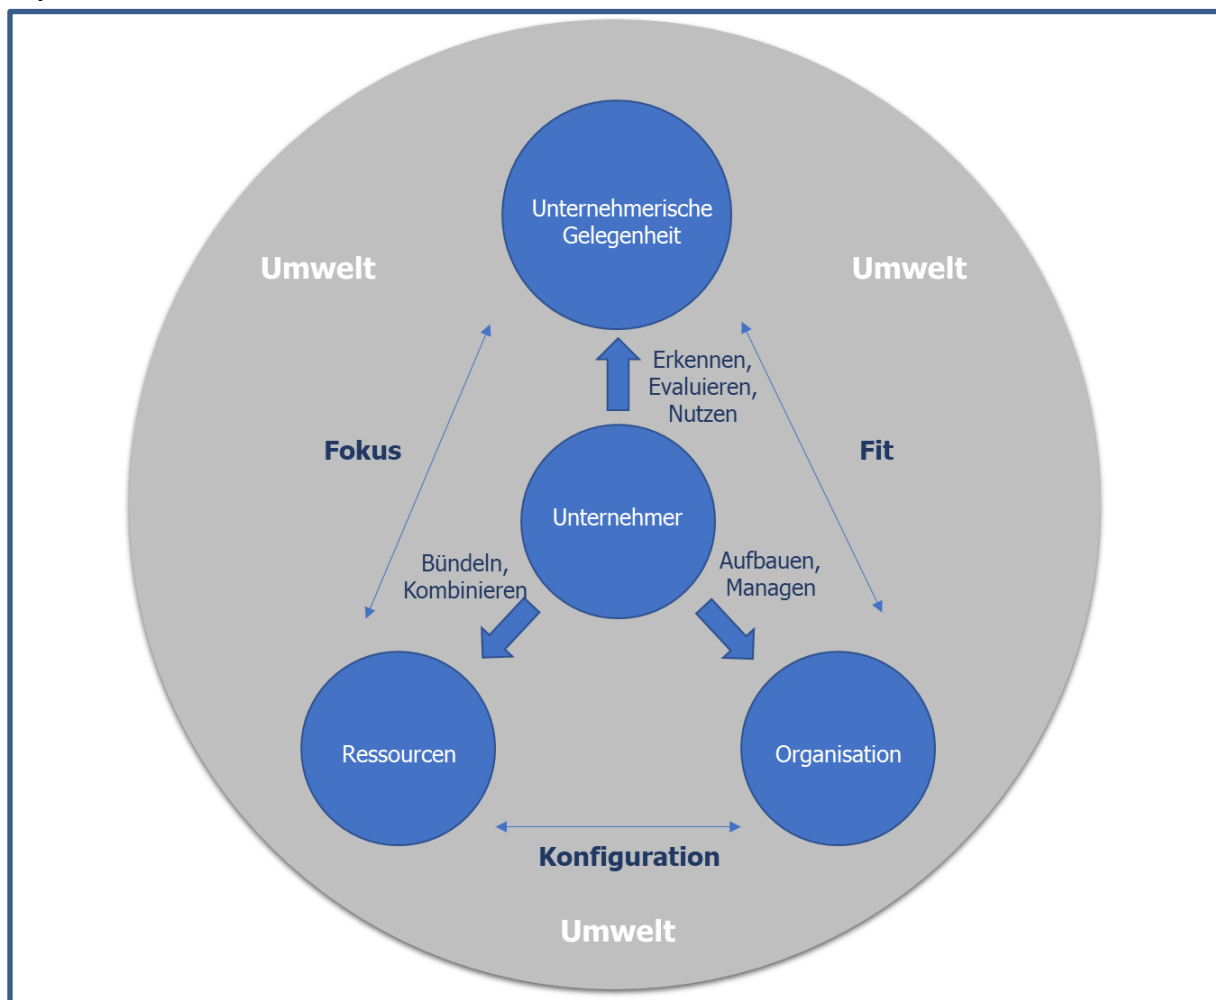 Unternehmerische
Gelegenheit
Umwelt
Umwelt
Erkennen,
Evaluieren,
Nutzen
Fokus
Fit
Unternehmer
Bündeln,
Kombinieren
Aufbauen,
Managen
Ressourcen
Organisation
Konfiguration
Umwelt